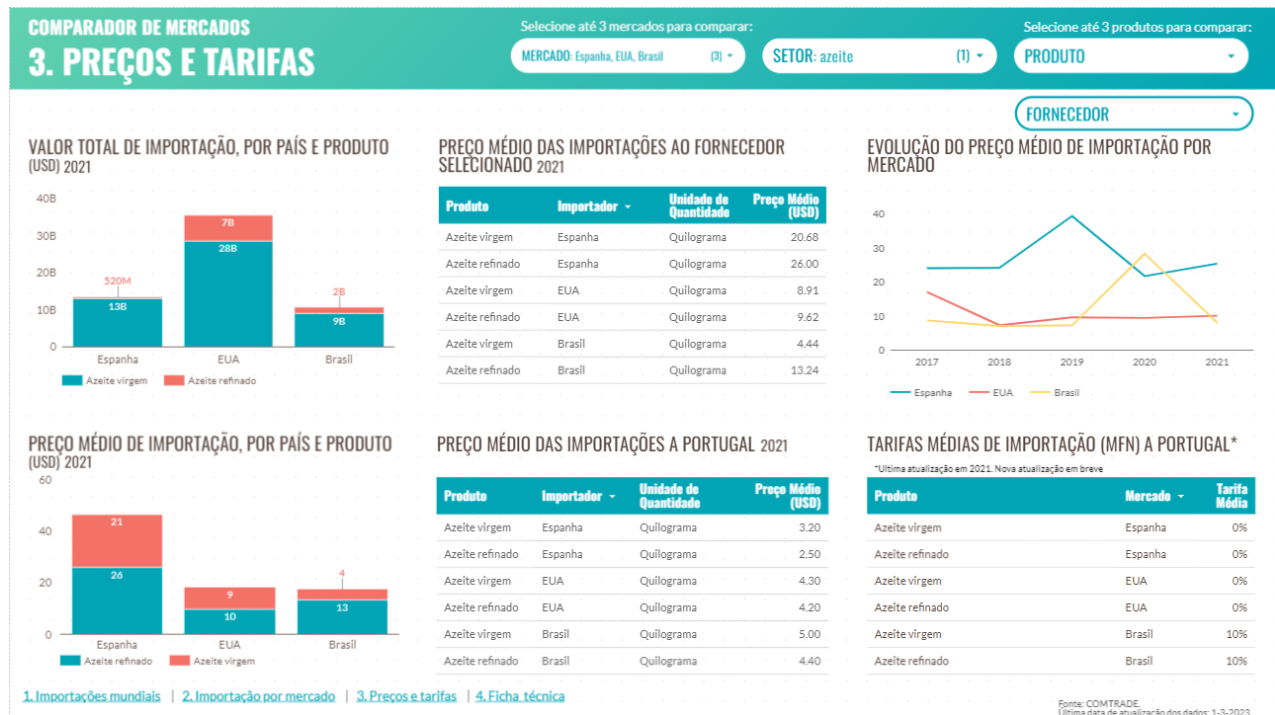 COMPARADOR DE MERCADOS
3. PREÇOS E TARIFAS
Selecione até 3 mercados para comparar:
MERCADO: Espanha, EUA, Brasil (3)
SETOR: azeite (1)
Selecione até 3 produtos para comparar:
PRODUTO
FORNECEDOR
VALOR TOTAL DE IMPORTAÇÃO, POR PAÍS E PRODUTO
(USD) 2021
40B
30B
20B
10B
0
520M
13B
7B
28B
2B
9B
Espanha EUA Brasil
Azeite virgem Azeite refinado
PREÇO MÉDIO DAS IMPORTAÇÕES AO FORNECEDOR
SELECIONADO 2021
Produto Importador Unidade de Quantidade Preço Médio (USD)
Azeite virgem Espanha Quilograma 20.68
Azeite refinado Espanha Quilograma 26.00
Azeite virgem EUA Quilograma 8.91
Azeite refinado EUA Quilograma 9.62
Azeite virgem Brasil Quilograma 4.44
Azeite refinado Brasil Quilograma 13.24
EVOLUÇÃO DO PREÇO MÉDIO DE IMPORTAÇÃO POR
MERCADO
40
30
20
10
0
2017 2018 2019 2020 2021
Espanha EUA Brasil
PREÇO MÉDIO DE IMPORTAÇÃO, POR PAÍS E PRODUTO
(USD) 2021
60
40
20
0
21
26
9
10
4
13
Espanha EUA Brasil
Azeite refinado Azeite virgem
PREÇO MÉDIO DAS IMPORTAÇÕES A PORTUGAL 2021
Produto Importador Unidade de Quantidade Preço Médio (USD)
Azeite virgem Espanha Quilograma 3.20
Azeite refinado Espanha Quilograma 2.50
Azeite virgem EUA Quilograma 4.30
Azeite refinado EUA Quilograma 4.20
Azeite virgem Brasil Quilograma 5.00
Azeite refinado Brasil Quilograma 4.40
TARIFAS MÉDIAS DE IMPORTAÇÃO (MFN) A PORTUGAL*
*Ultima atualização em 2021. Nova atualização em breve
Produto Mercado Tarifa Média
Azeite virgem Espanha 0%
Azeite refinado Espanha 0%
Azeite virgem EUA 0%
Azeite refinado EUA 0%
Azeite virgem Brasil 10%
Azeite refinado Brasil 10%
1. Importações mundiais | 2. Importação por mercado | 3. Preços e tarifas | 4. Ficha técnica
Fonte: COMTRADE.
Última data de atualização dos dados: 1-3-2023